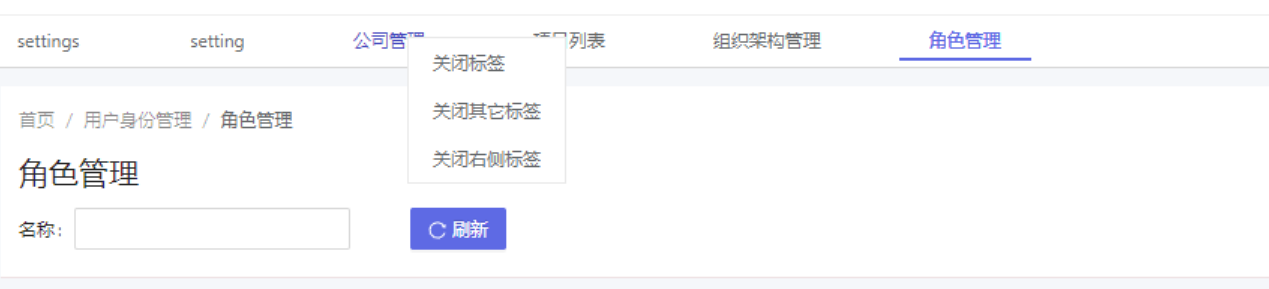 settings setting 公司管理 项目列表 组织架构管理 角色管理
关闭标签
关闭其它标签
关闭右侧标签
首页 / 用户身份管理 / 角色管理
角色管理
名称: 刷新